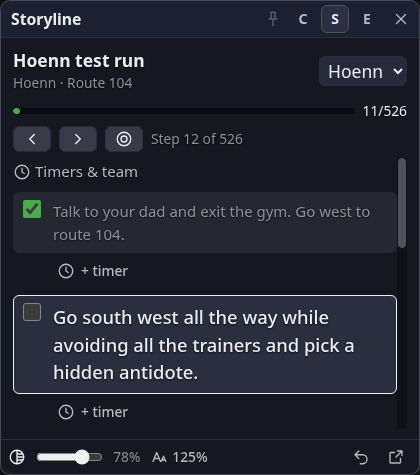 Storyline
C
S
E
Hoenn test run
Hoenn · Route 104
Hoenn
11/526
Step 12 of 526
Timers & team
Talk to your dad and exit the gym. Go west to
route 104.
+ timer
Go south west all the way while
avoiding all the trainers and pick a
hidden antidote.
+ timer
78%
AA 125%